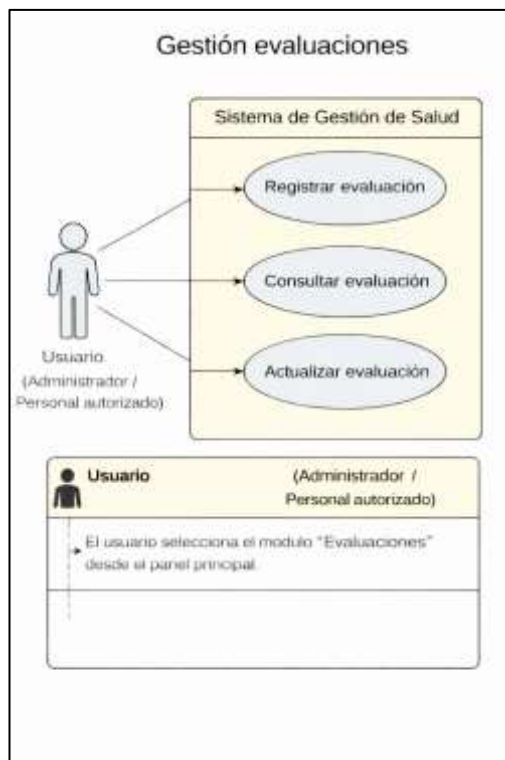 Gestión evaluaciones
Sistema de Gestión de Salud
Registrar evaluación
Consultar evaluación
Actualizar evaluación
Usuario
(Administrador /
Personal autorizado)
Usuario (Administrador /
Personal autorizado)
El usuario selecciona el modulo “Evaluaciones”
desde el panel principal.